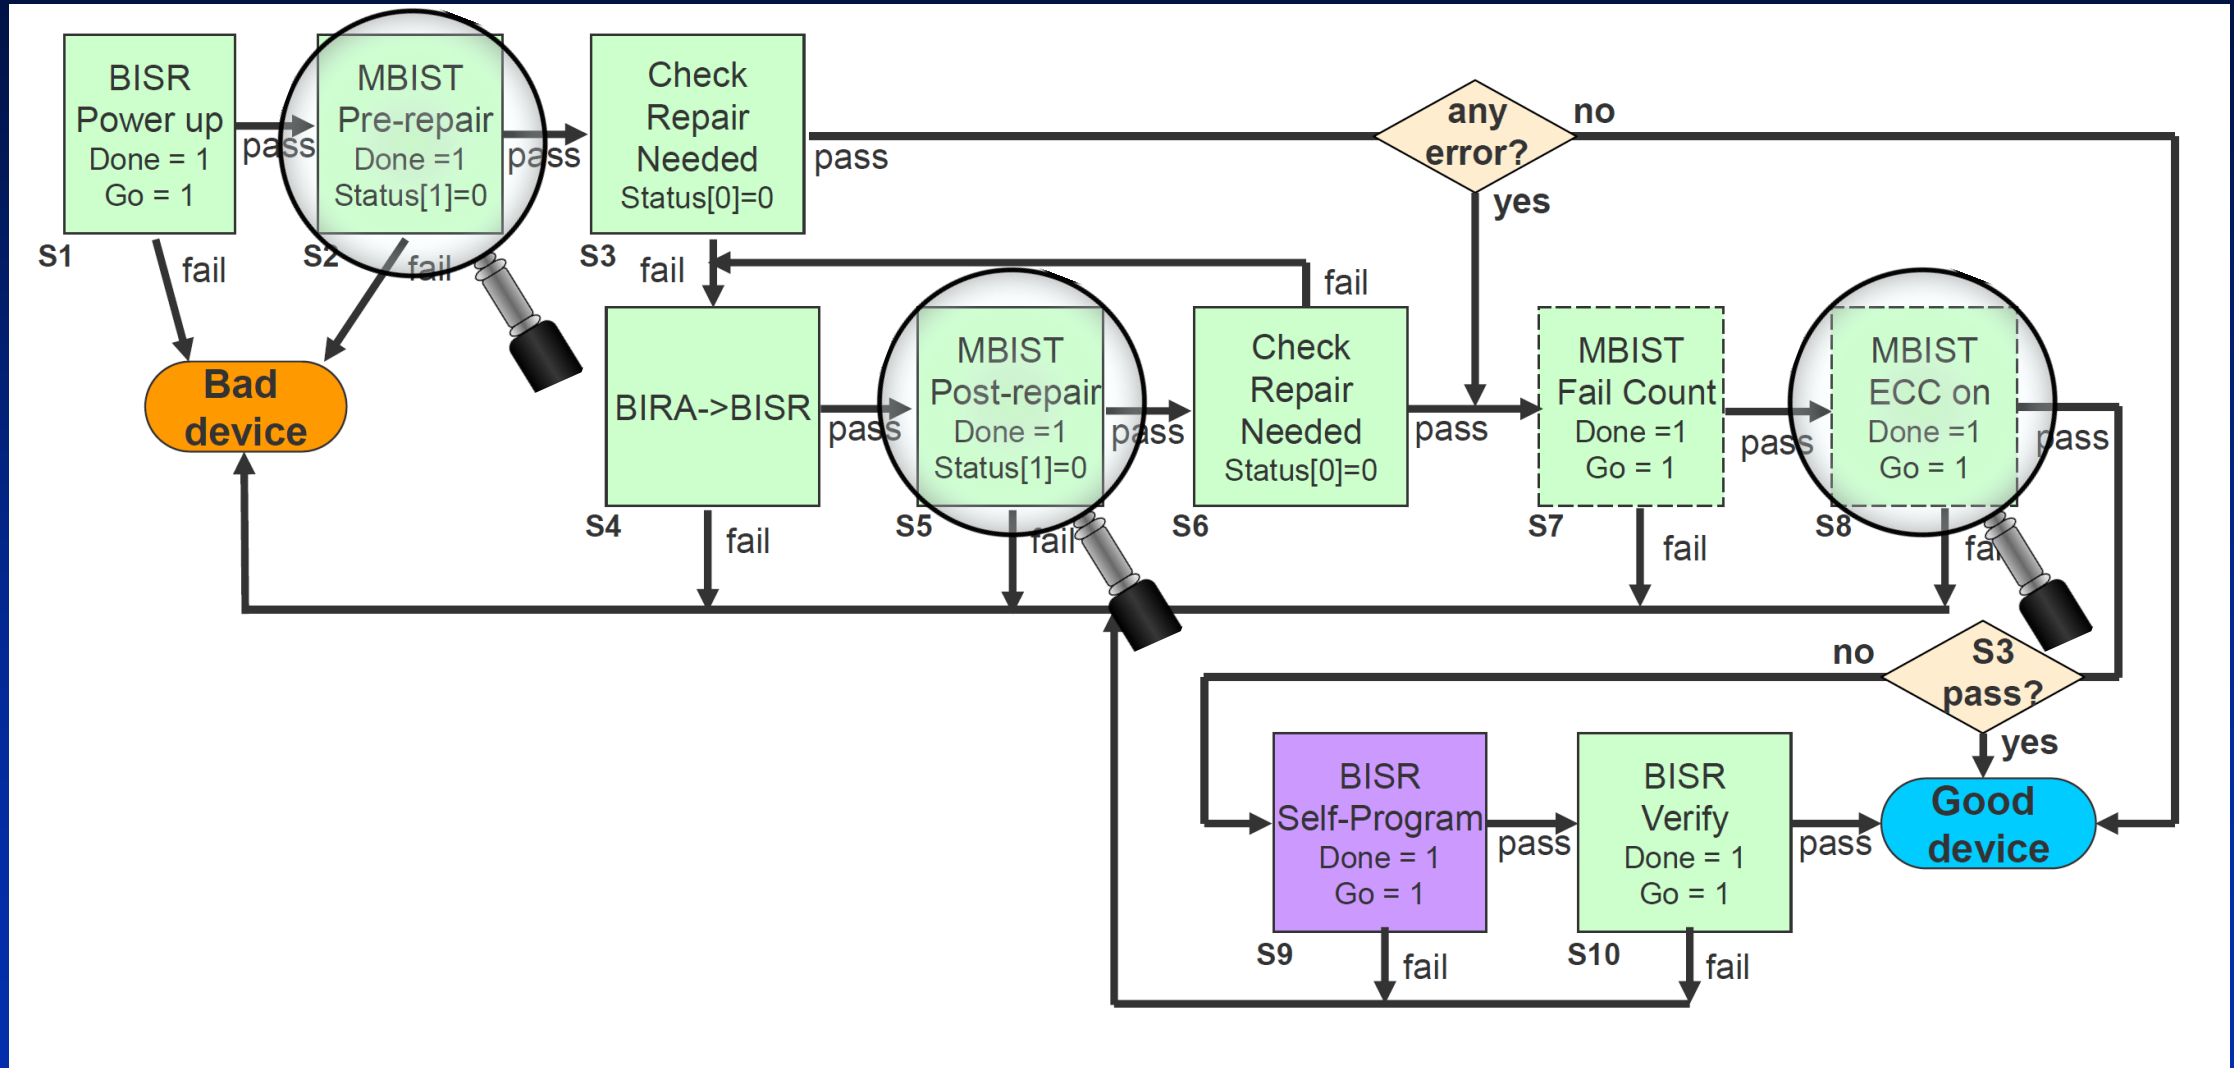 BISR
Power up
Done = 1
Go = 1
S1
pass
fail
MBIST
Pre-repair
Done =1
Status[1]=0
S2
pass
fail
Check
Repair
Needed
Status[0]=0
S3
pass
fail
any
error?
no
yes
Bad
device
BIRA->BISR
S4
pass
fail
MBIST
Post-repair
Done =1
Status[1]=0
S5
pass
fail
Check
Repair
Needed
Status[0]=0
S6
fail
pass
MBIST
Fail Count
Done =1
Go = 1
S7
pass
fail
MBIST
ECC on
Done =1
Go = 1
S8
pass
fail
S3
pass?
no
yes
BISR
Self-Program
Done = 1
Go = 1
S9
pass
fail
BISR
Verify
Done = 1
Go = 1
S10
pass
fail
Good
device